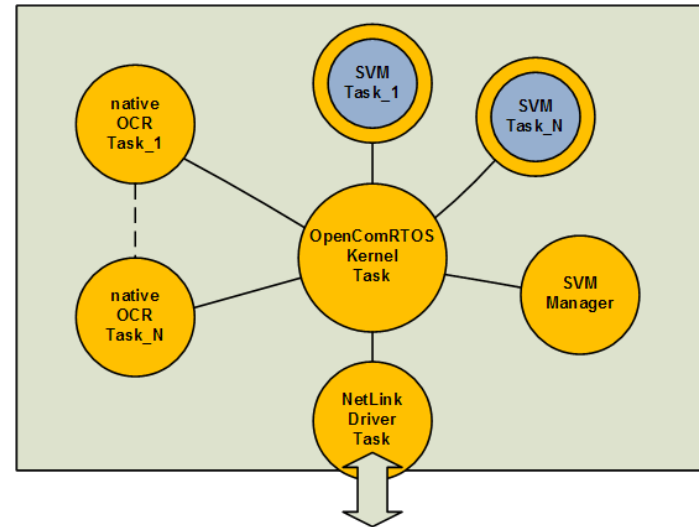 SVM
Task_1
SVM
Task_N
native
OCR
Task_1
OpenComRTOS
Kernel
Task
native
OCR
Task_N
SVM
Manager
NetLink
Driver
Task